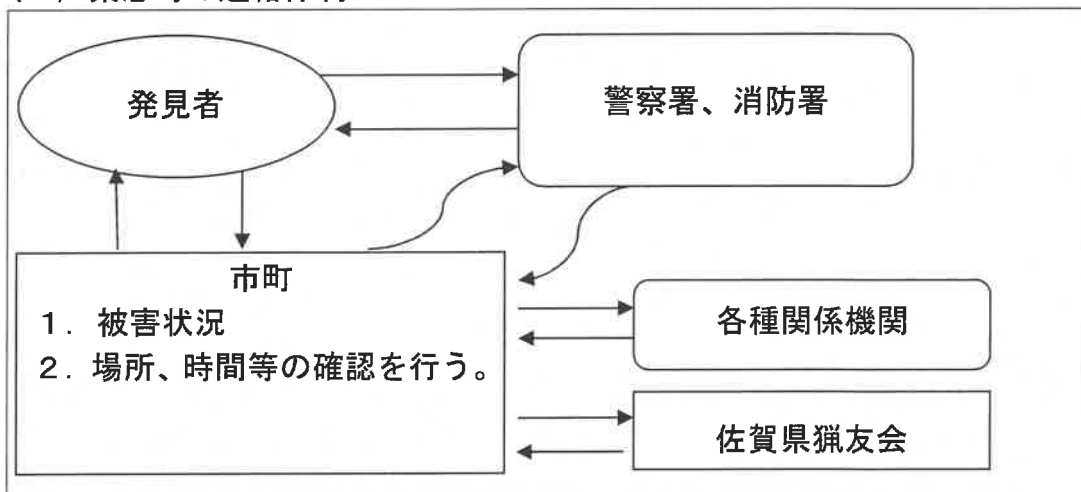 発見者
警察署、消防署
市町
１．被害状況
２．場所、時間等の確認を行う。
各種関係機関
佐賀県猟友会